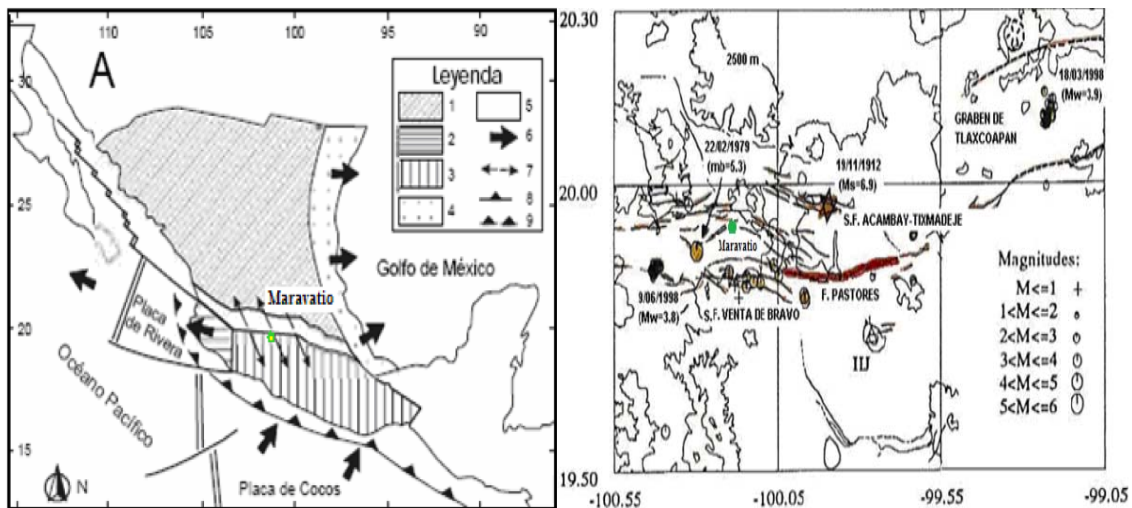 110 105 100 95 90
A
30
25
20
15
Leyenda
1 5
2 6
3 7
4 8
9
Golfo de México
Maravatio
Placa
de Rivera
Océano Pacífico
Placa de Cocos
N
20.30
20.00
19.50
2500 m
18/03/1998
(Mw=3.9)
GRABEN DE
TLAXCOAPAN
22/02/1979
(mb=5.3)
19/11/1912
(Ms=6.9)
S.F. ACAMBAY-TIXMADEJE
Maravatio
9/06/1998
(Mw=3.8)
S.F. VENTA DE BRAVO
F. PASTORES
IIJ
Magnitudes:
M<=1
1<M<=2
2<M<=3
3<M<=4
4<M<=5
5<M<=6
-100.55 -100.05 -99.55 -99.05